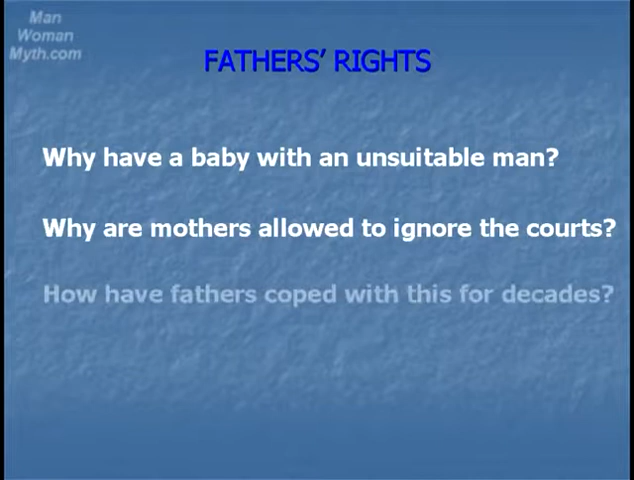 Man
Woman
Myth.com
FATHERS' RIGHTS
Why have a baby with an unsuitable man?
Why are mothers allowed to ignore the courts?
How have fathers coped with this for decades?